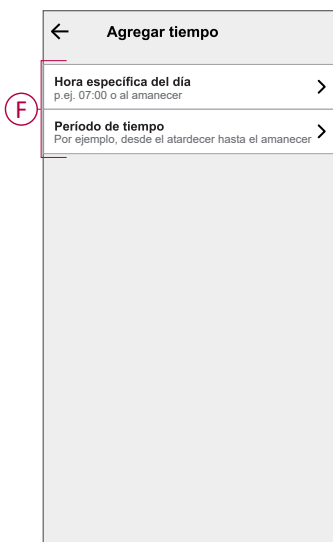 Agregar tiempo
Hora específica del día
p.ej. 07:00 o al amanecer
F
Período de tiempo
Por ejemplo, desde el atardecer hasta el amanecer